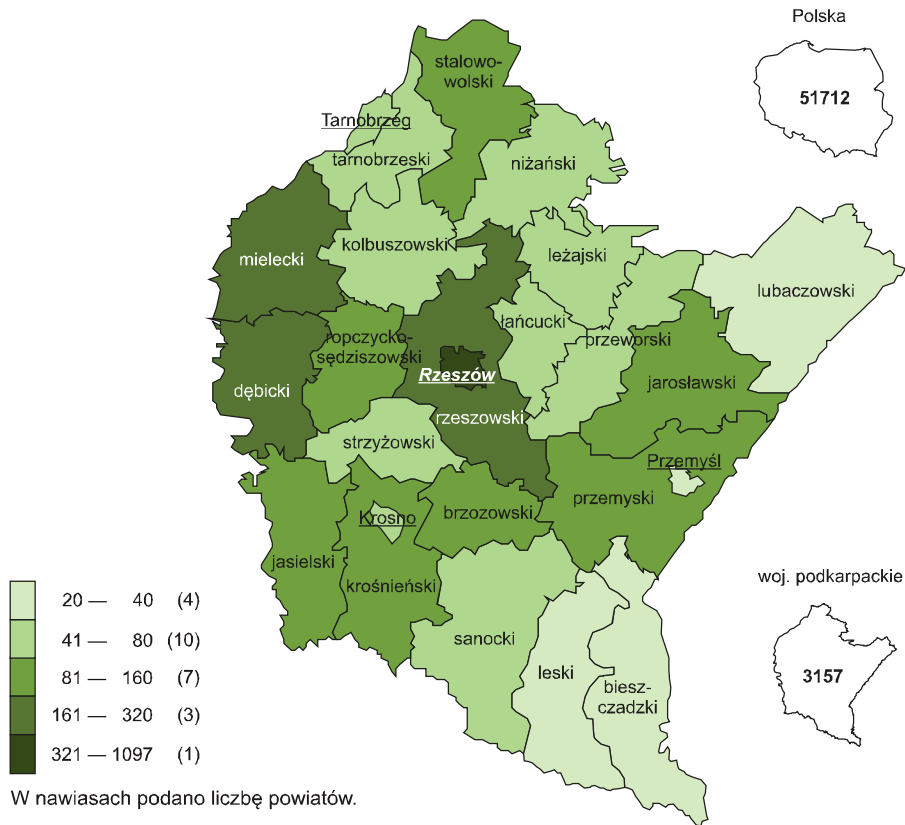 Polska
51712
stalowo-
wolski
Tarnobrzeg
tarnobrzeski
niżański
kolbuszowski
mielecki
leżajski
lubaczowski
łańcucki
ropczycko-
sędziszowski
przeworski
dębicki
Rzeszów
jarosławski
rzeszowski
strzyżowski
Przemyśl
przemyski
Krosno
brzozowski
jasielski
krośnieński
sanocki
leski
biesz-
czadzki
woj. podkarpackie
3157
20 — 40 (4)
41 — 80 (10)
81 — 160 (7)
161 — 320 (3)
321 — 1097 (1)
W nawiasach podano liczbę powiatów.